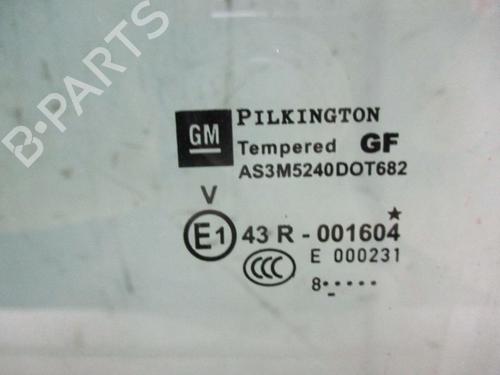 B-PARTS
GM PILKINGTON
Tempered GF
AS3M5240DOT682
V
E1 43 R - 001604
CCC E 000231
8•••••